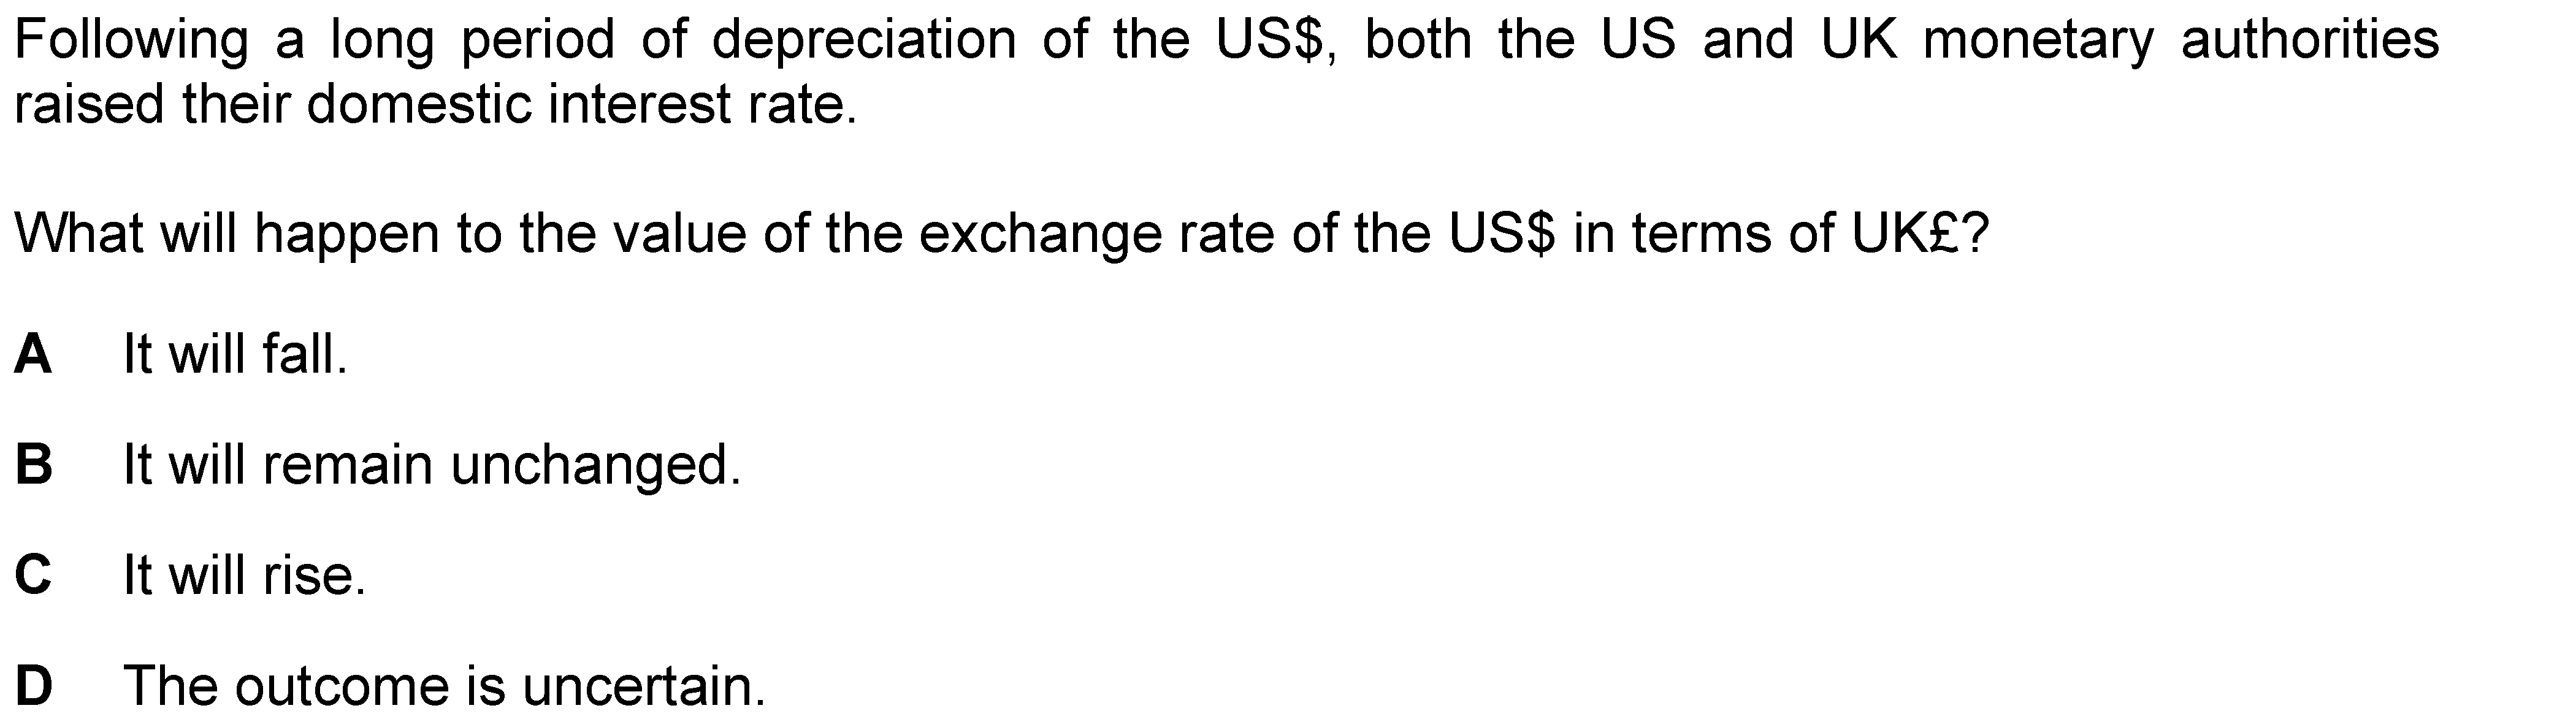 Following a long period of depreciation of the US$, both the US and UK monetary authorities
raised their domestic interest rate.
What will happen to the value of the exchange rate of the US$ in terms of UK£?
A It will fall.
B It will remain unchanged.
C It will rise.
D The outcome is uncertain.